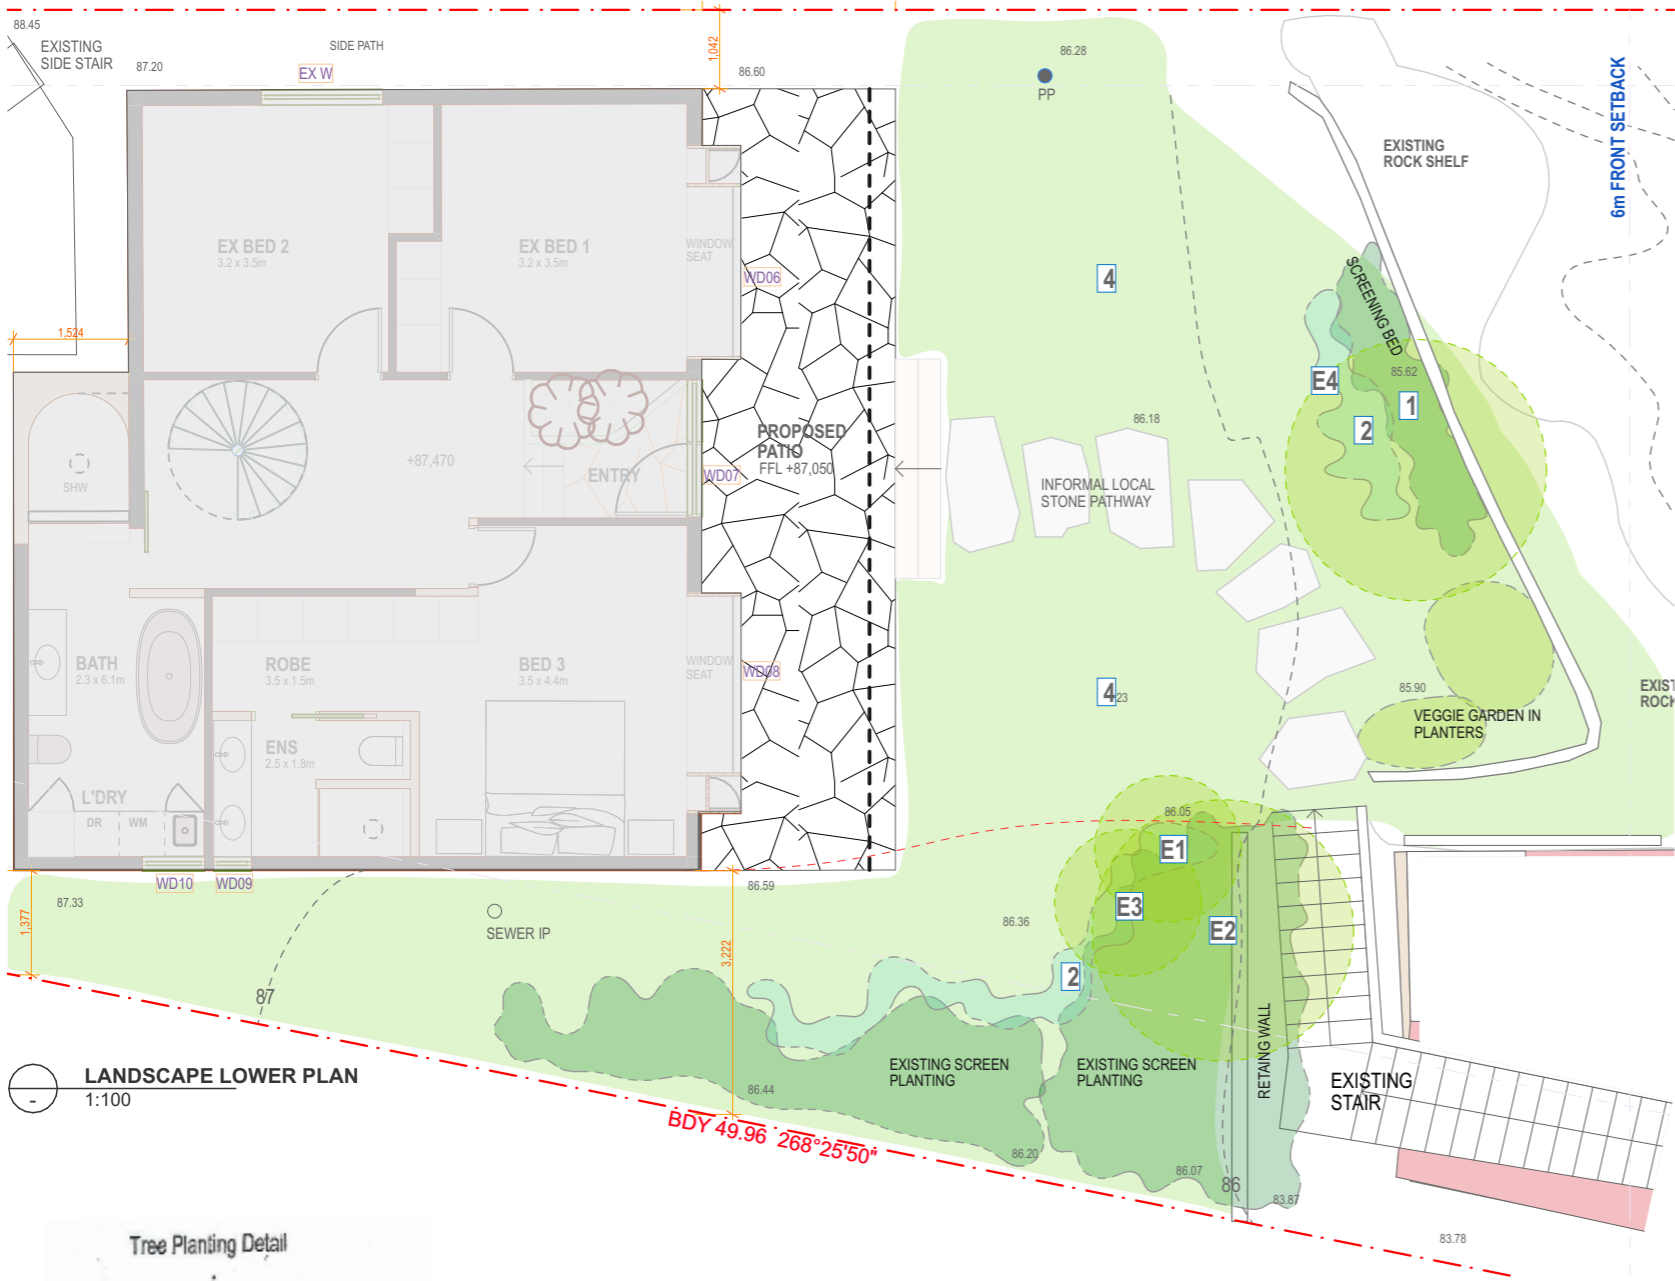 88.45
EXISTING
SIDE STAIR
87.20
SIDE PATH
EX W
1,042
86.60
86.28
PP
6m FRONT SETBACK
EXISTING
ROCK SHELF
EX BED 2
3.2 x 3.5m
EX BED 1
3.2 x 3.5m
WINDOW
SEAT
WD06
4
SCREENING BED
1,524
E4
85.62
1
2
PROPOSED
PATIO
FFL +87,050
86.18
+87,470
ENTRY
WD07
SHW
INFORMAL LOCAL
STONE PATHWAY
BATH
2.3 x 6.1m
ROBE
3.5 x 1.5m
BED 3
3.5 x 4.4m
WINDOW
SEAT
WD08
4
23
85.90
VEGGIE GARDEN IN
PLANTERS
ENS
2.5 x 1.8m
L'DRY
DR
WM
86.05
E1
WD10
WD09
86.59
87.33
1,377
SEWER IP
86.36
E3
E2
3,222
2
87
RETAING WALL
LANDSCAPE LOWER PLAN
1:100
-
EXISTING SCREEN
PLANTING
EXISTING SCREEN
PLANTING
EXISTING
STAIR
86.44
BDY 49.96 268°25'50"
86.20
86.07
86
83.87
83.78
Tree Planting Detail